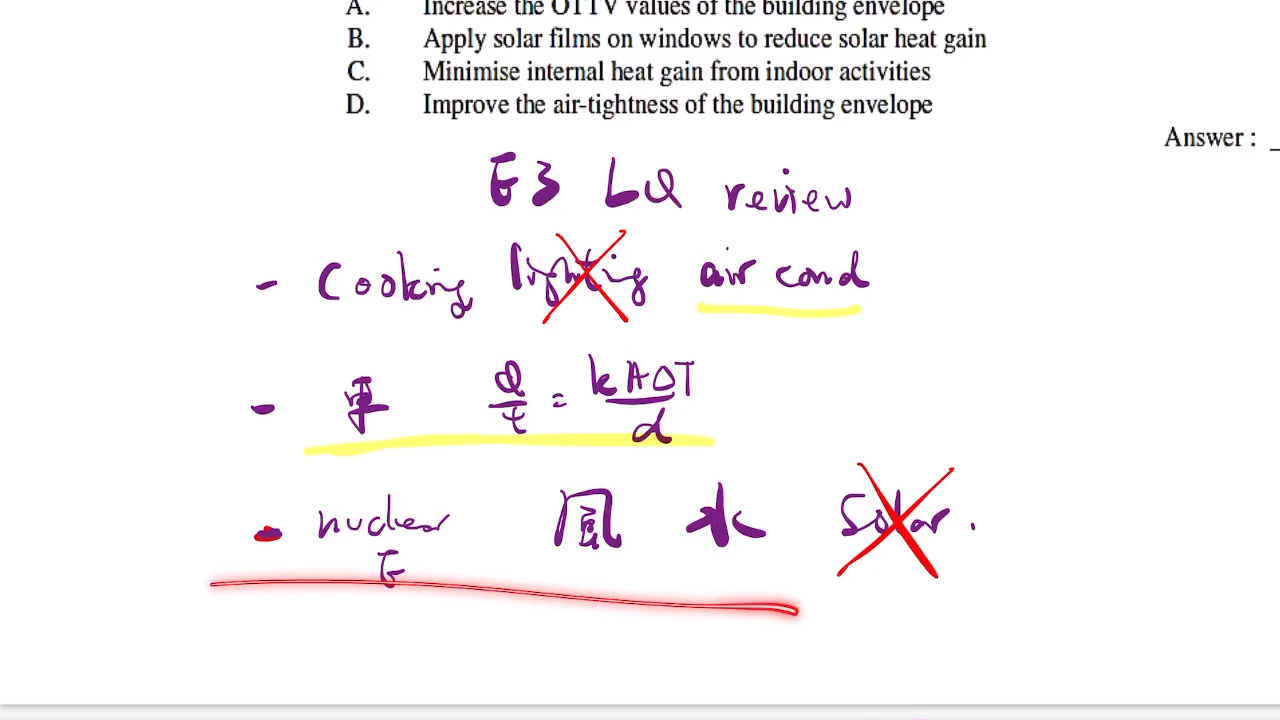 A. Increase the OTTV values of the building envelope
B. Apply solar films on windows to reduce solar heat gain
C. Minimise internal heat gain from indoor activities
D. Improve the air-tightness of the building envelope
Answer : _
E3 LQ review
- Cooking lighting air cond
- 車 Q/t = kAΔT/d
- nuclear 風 水 Solar.
E